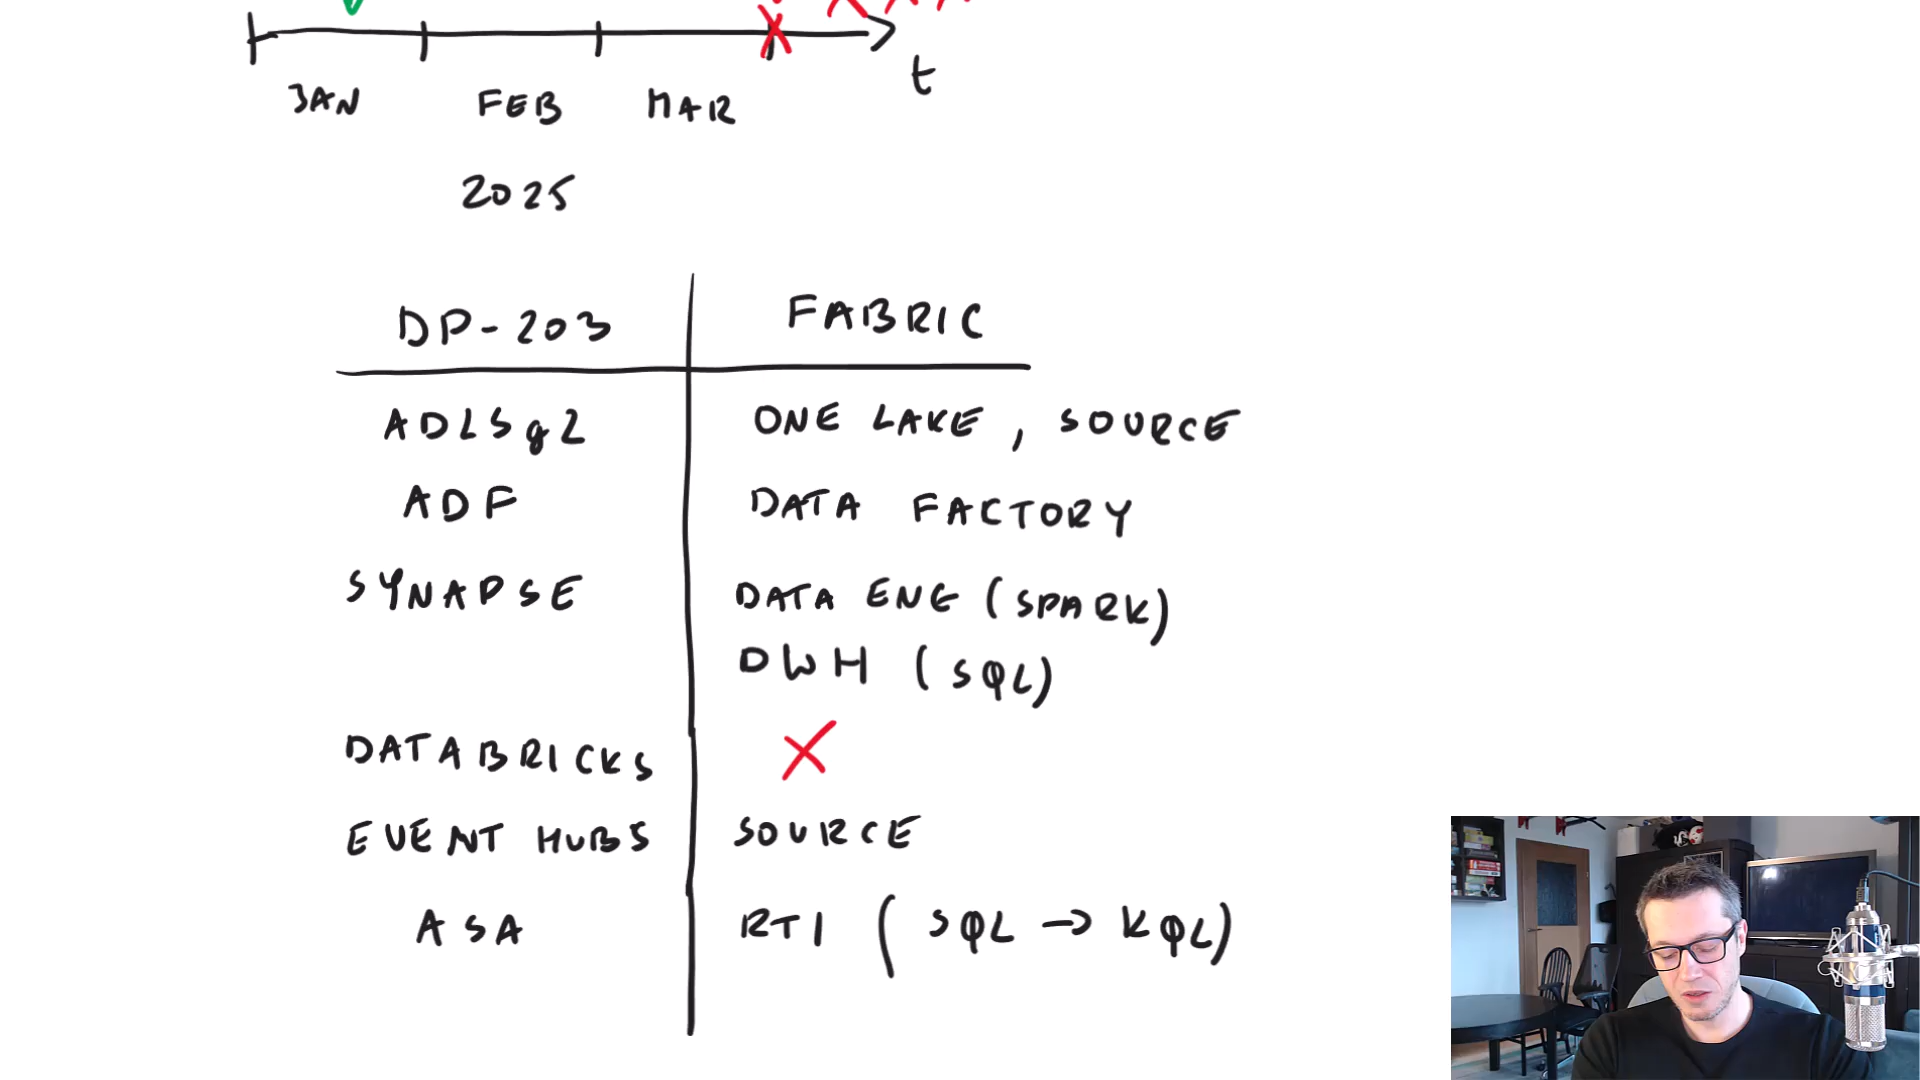 t
JAN FEB MAR
2025
DP-203 FABRIC
ADLSg2 ONE LAKE, SOURCE
ADF DATA FACTORY
SYNAPSE DATA ENG (SPARK)
DWH (SQL)
DATABRICKS X
EVENT HUBS SOURCE
ASA RTI (SQL → KQL)